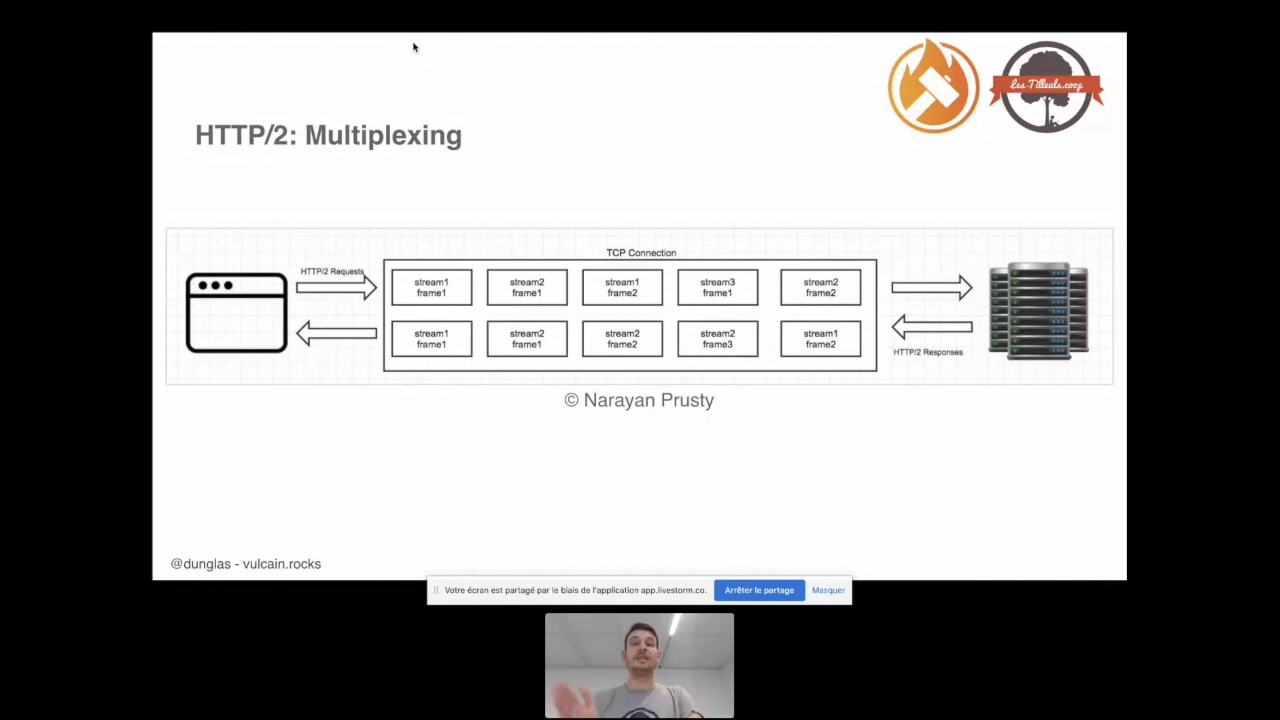 Les-Tilleuls.coop
HTTP/2: Multiplexing
TCP Connection
HTTP/2 Requests
stream1
frame1
stream2
frame1
stream1
frame2
stream3
frame1
stream2
frame2
stream1
frame1
stream2
frame1
stream2
frame2
stream2
frame3
stream1
frame2
HTTP/2 Responses
© Narayan Prusty
@dunglas - vulcain.rocks
Votre écran est partagé par le biais de l'application app.livestorm.co.
Arrêter le partage
Masquer